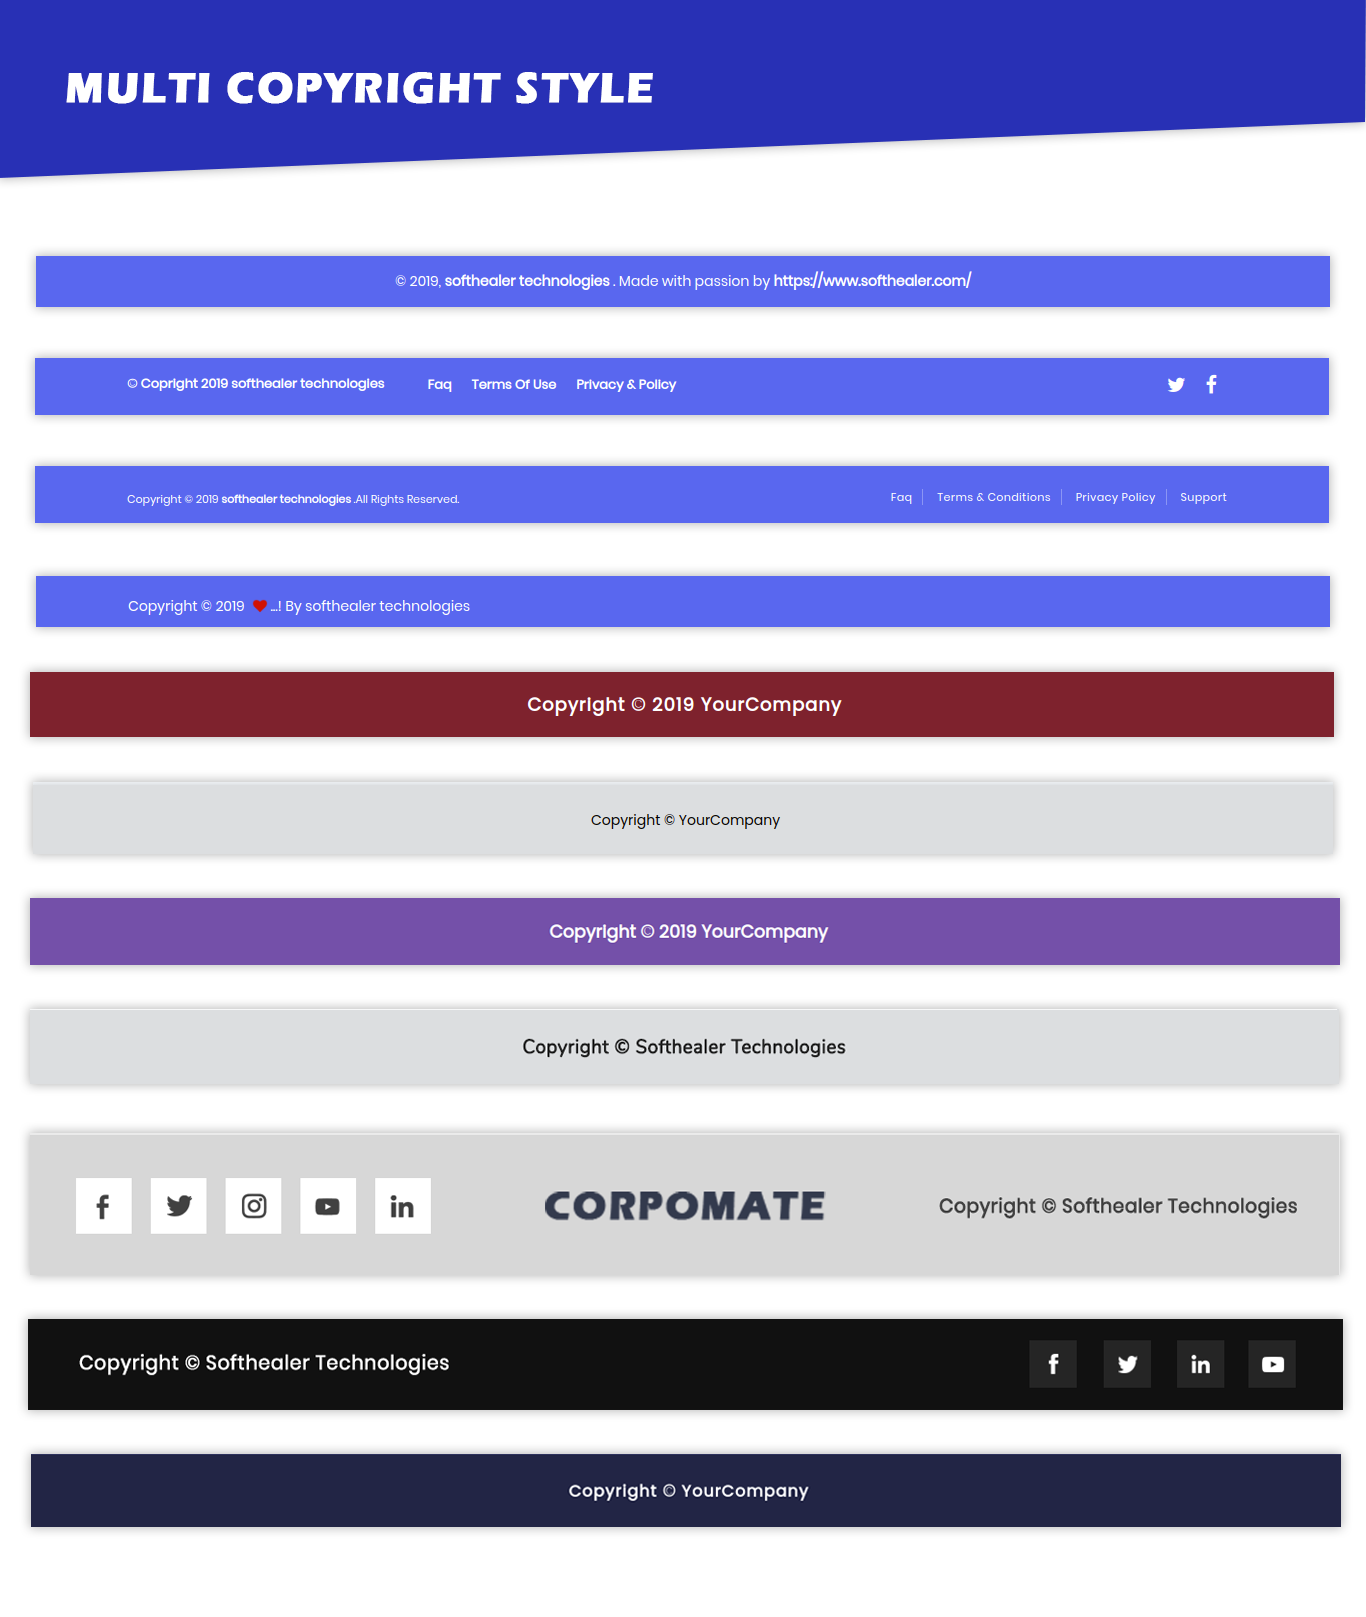 MULTI COPYRIGHT STYLE
© 2019, softhealer technologies . Made with passion by https://www.softhealer.com/
© Copright 2019 softhealer technologies Faq Terms Of Use Privacy & Policy
Copyright © 2019 softhealer technologies .All Rights Reserved. Faq Terms & Conditions Privacy Policy Support
Copyright © 2019 ...! By softhealer technologies
Copyright © 2019 YourCompany
Copyright © YourCompany
Copyright © 2019 YourCompany
Copyright © Softhealer Technologies
CORPOMATE Copyright © Softhealer Technologies
Copyright © Softhealer Technologies
Copyright © YourCompany